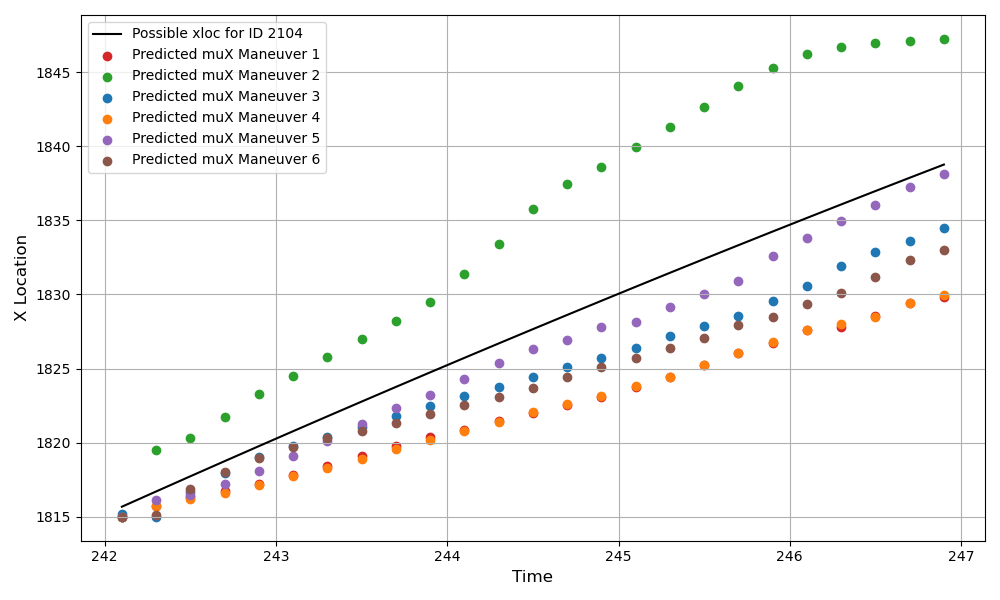 Possible xloc for ID 2104
Predicted muX Maneuver 1
Predicted muX Maneuver 2
Predicted muX Maneuver 3
Predicted muX Maneuver 4
Predicted muX Maneuver 5
Predicted muX Maneuver 6
1845
1840
1835
1830
1825
1820
1815
X Location
242 243 244 245 246 247
Time